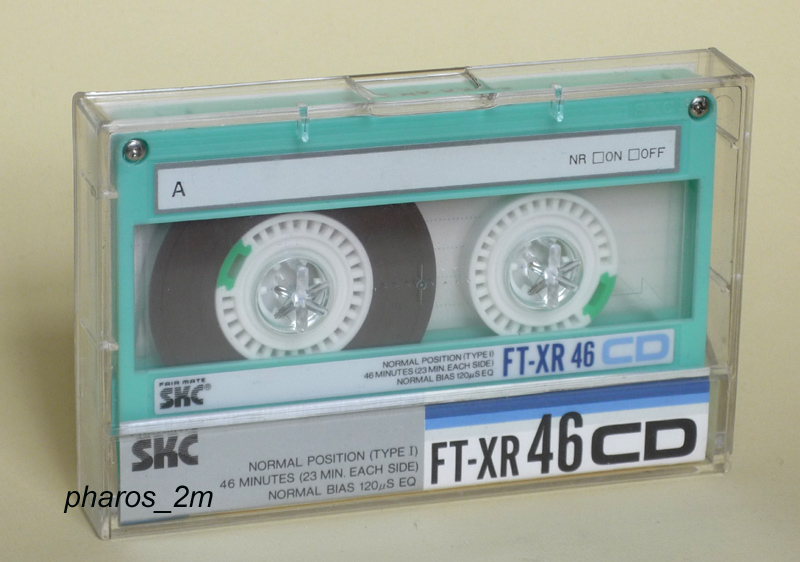 A
NR □ON □OFF
FAIR MATE
SKC®
NORMAL POSITION (TYPE I)
46 MINUTES (23 MIN. EACH SIDE)
NORMAL BIAS 120µS EQ
FT-XR 46 CD
SKC
NORMAL POSITION (TYPE I)
46 MINUTES (23 MIN. EACH SIDE)
NORMAL BIAS 120µS EQ
FT-XR 46 CD
pharos_2m